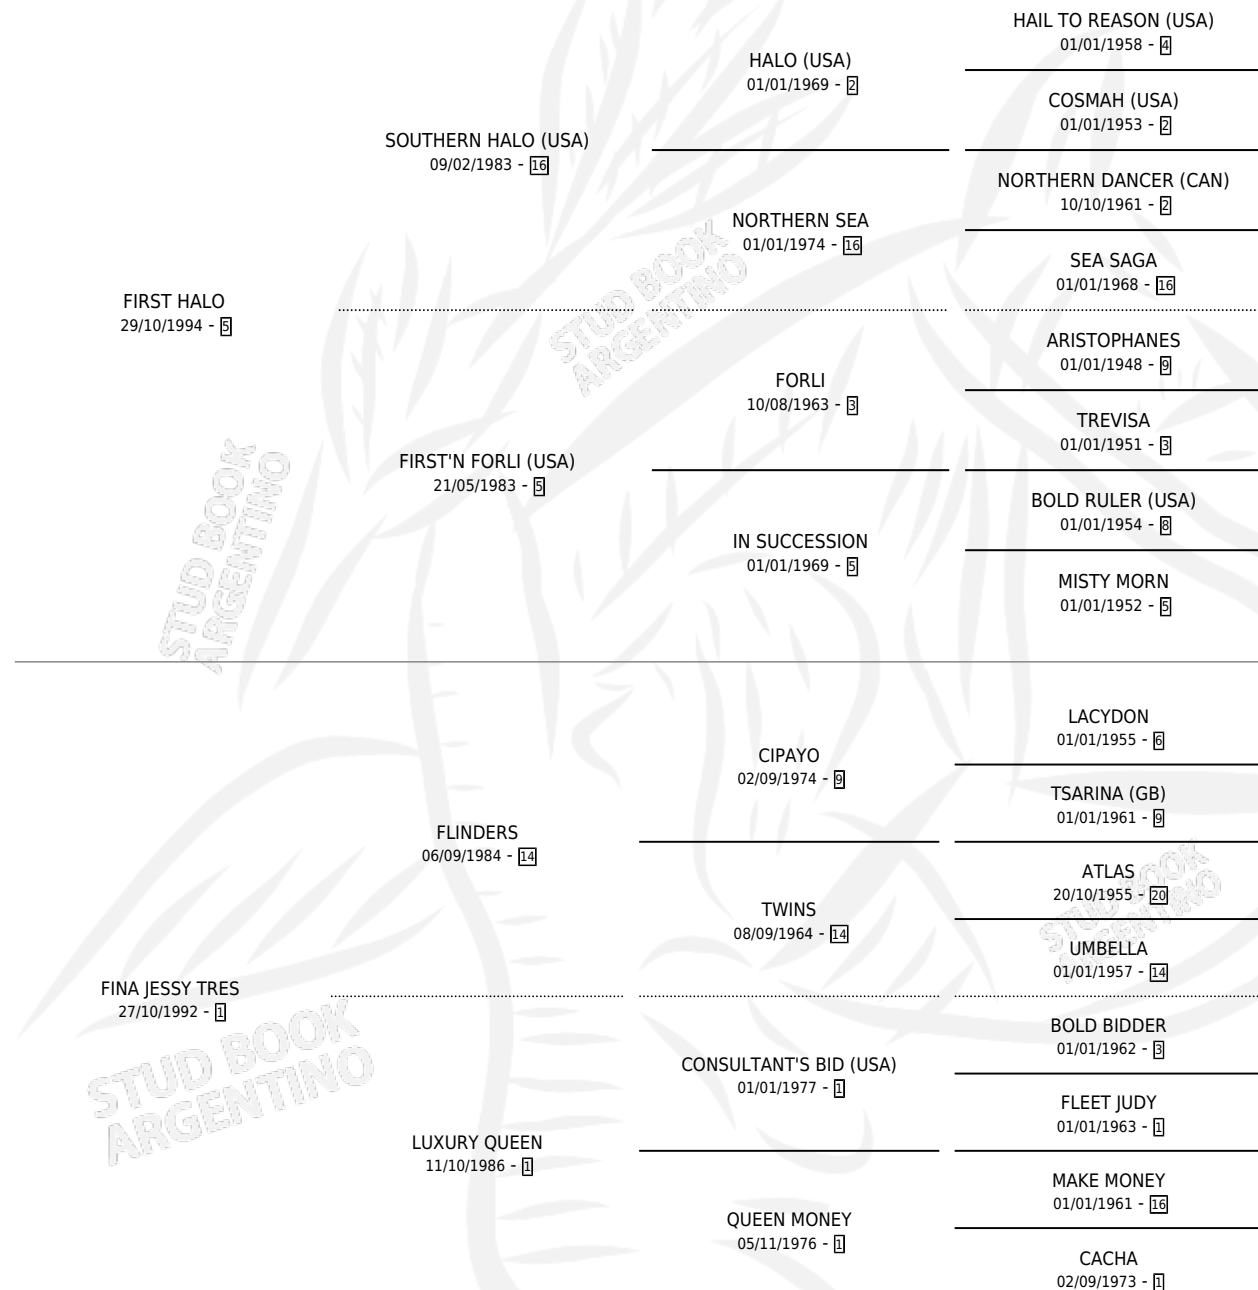 HAIL TO REASON (USA)
01/01/1958 - 4
HALO (USA)
01/01/1969 - 2
COSMAH (USA)
01/01/1953 - 2
SOUTHERN HALO (USA)
09/02/1983 - 16
NORTHERN DANCER (CAN)
10/10/1961 - 2
NORTHERN SEA
01/01/1974 - 16
SEA SAGA
01/01/1968 - 16
FIRST HALO
29/10/1994 - 5
STUD BOOK
ARGENTINO
ARISTOPHANES
01/01/1948 - 9
FORLI
10/08/1963 - 3
TREVISA
01/01/1951 - 3
FIRST'N FORLI (USA)
21/05/1983 - 5
BOLD RULER (USA)
01/01/1954 - 8
IN SUCCESSION
01/01/1969 - 5
MISTY MORN
01/01/1952 - 5
STUD BOOK
ARGENTINO
LACYDON
01/01/1955 - 6
CIPAYO
02/09/1974 - 9
TSARINA (GB)
01/01/1961 - 9
FLINDERS
06/09/1984 - 14
ATLAS
20/10/1955 - 20
TWINS
08/09/1964 - 14
UMBELLA
01/01/1957 - 14
STUD BOOK
ARGENTINO
FINA JESSY TRES
27/10/1992 - 1
BOLD BIDDER
01/01/1962 - 3
CONSULTANT'S BID (USA)
01/01/1977 - 1
FLEET JUDY
01/01/1963 - 1
STUD BOOK
ARGENTINO
LUXURY QUEEN
11/10/1986 - 1
MAKE MONEY
01/01/1961 - 16
QUEEN MONEY
05/11/1976 - 1
CACHA
02/09/1973 - 1